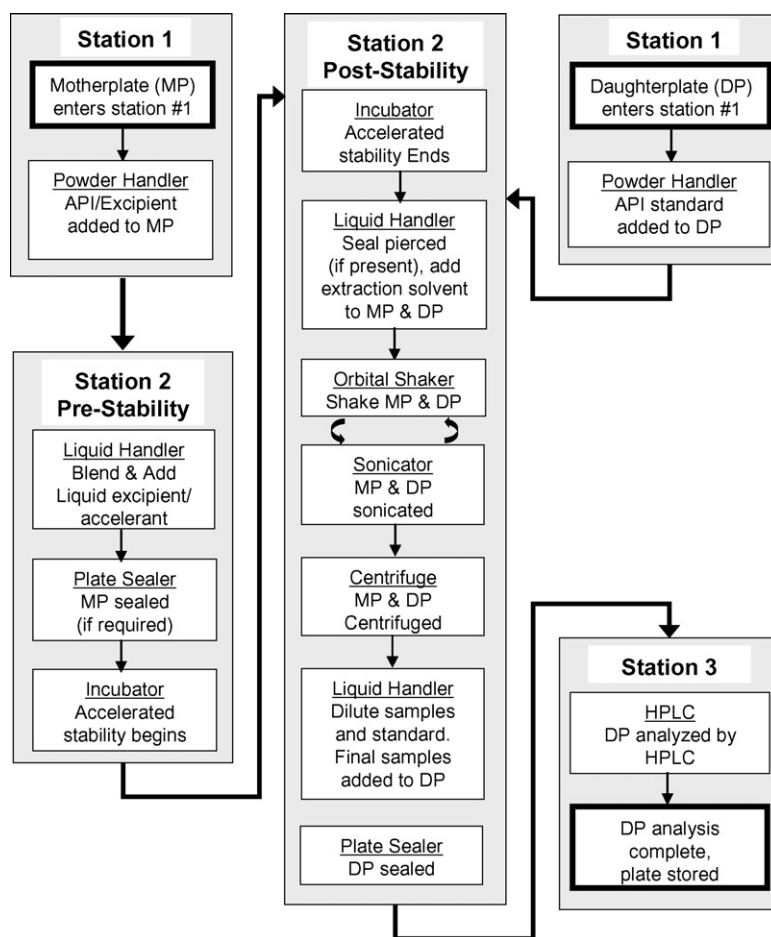 Station 1
Motherplate (MP)
enters station #1
Powder Handler
API/Excipient
added to MP
Station 2
Pre-Stability
Liquid Handler
Blend & Add
Liquid excipient/
accelerant
Plate Sealer
MP sealed
(if required)
Incubator
Accelerated
stability begins
Station 2
Post-Stability
Incubator
Accelerated
stability Ends
Liquid Handler
Seal pierced
(if present), add
extraction solvent
to MP & DP
Orbital Shaker
Shake MP & DP
Sonicator
MP & DP
sonicated
Centrifuge
MP & DP
Centrifuged
Liquid Handler
Dilute samples
and standard.
Final samples
added to DP
Plate Sealer
DP sealed
Station 1
Daughterplate (DP)
enters station #1
Powder Handler
API standard
added to DP
Station 3
HPLC
DP analyzed by
HPLC
DP analysis
complete,
plate stored